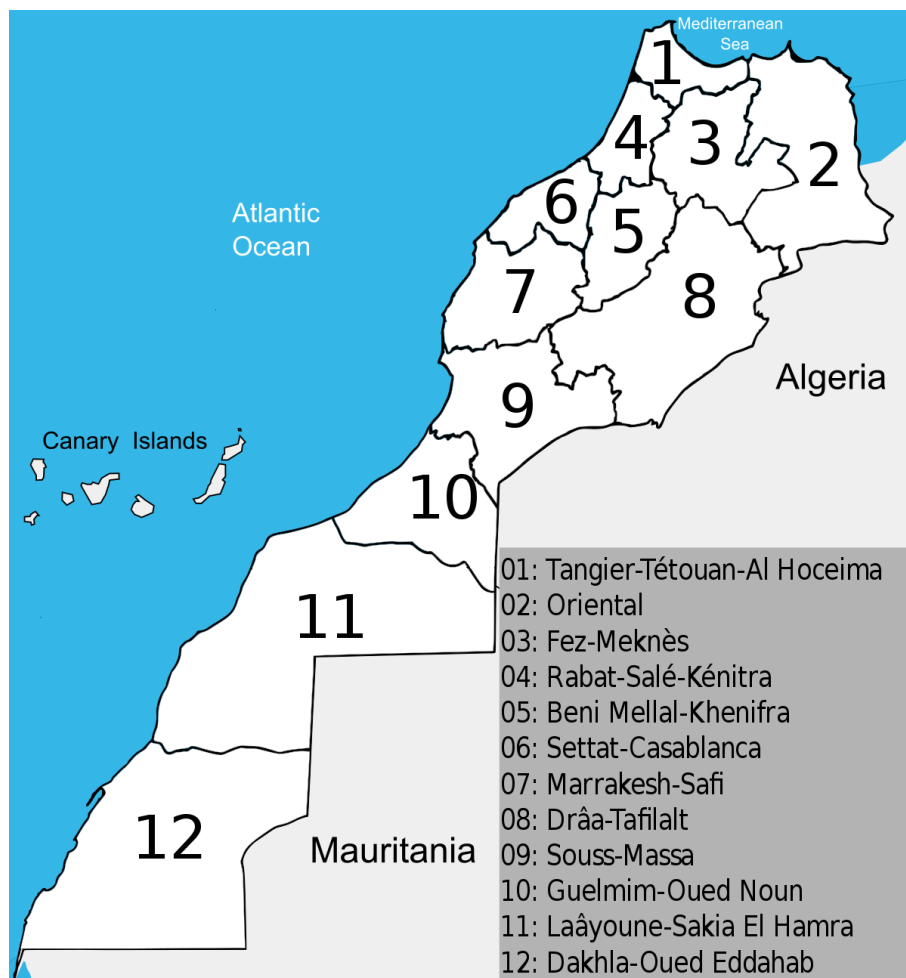 Mediterranean
Sea
1
2
3
4
5
6
7
8
9
10
11
12
Atlantic
Ocean
Algeria
Canary Islands
Mauritania
01: Tangier-Tétouan-Al Hoceima
02: Oriental
03: Fez-Meknès
04: Rabat-Salé-Kénitra
05: Beni Mellal-Khenifra
06: Settat-Casablanca
07: Marrakesh-Safi
08: Drâa-Tafilalt
09: Souss-Massa
10: Guelmim-Oued Noun
11: Laâyoune-Sakia El Hamra
12: Dakhla-Oued Eddahab